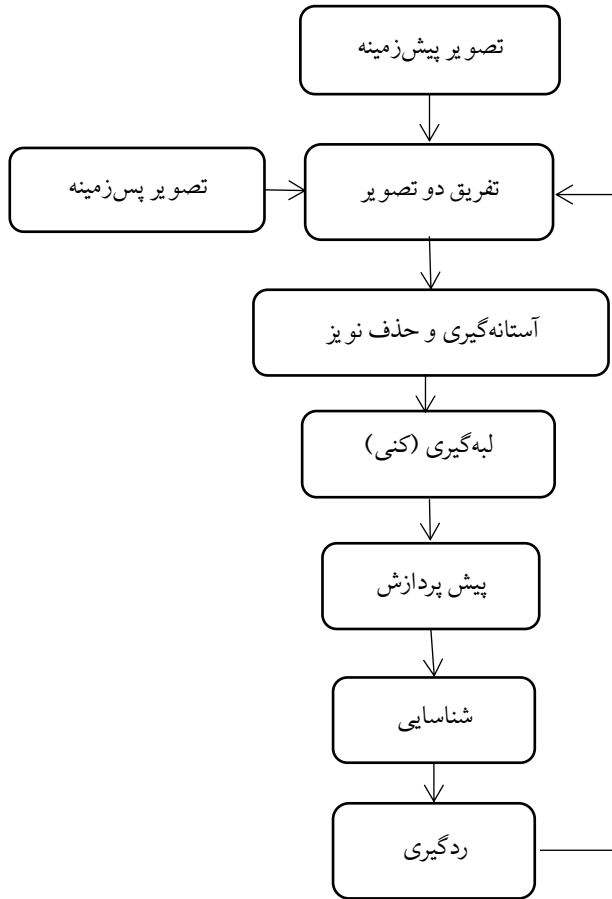 تصویر پیش‌زمینه
تصویر پس‌زمینه
تفریق دو تصویر
آستانه‌گیری و حذف نویز
لبه‌گیری (کنی)
پیش پردازش
شناسایی
ردگیری